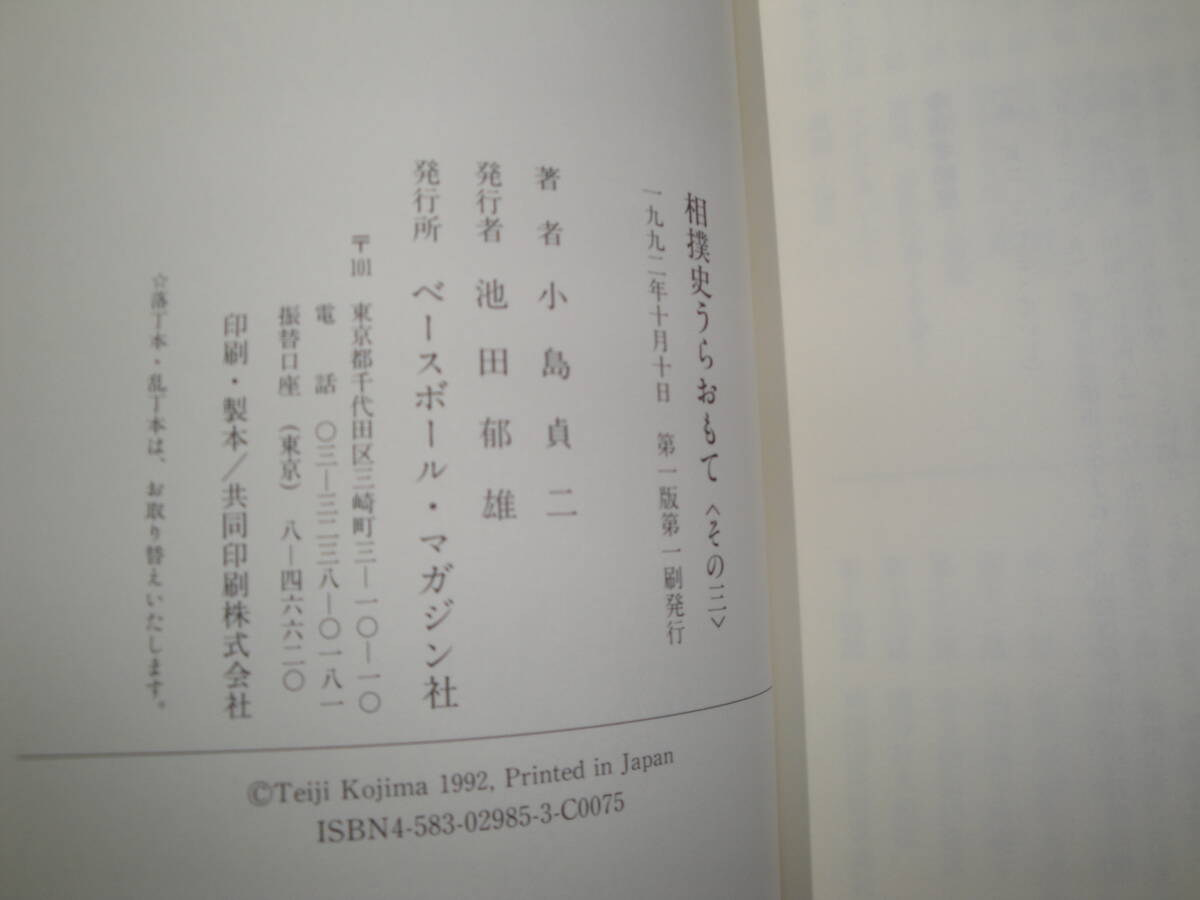 相撲史うらおもて〈その三〉
一九九二年十月十日　第一版第一刷発行
著者　小島貞二
発行者　池田郁雄
発行所　ベースボール・マガジン社
〒101　東京都千代田区三崎町三―一〇―一〇
電話　〇三―三二三八―〇一八一
振替口座（東京）八―四六六二〇
印刷・製本／共同印刷株式会社
☆落丁本・乱丁本は、お取り替えいたします。
©Teiji Kojima 1992, Printed in Japan
ISBN4-583-02985-3-C0075